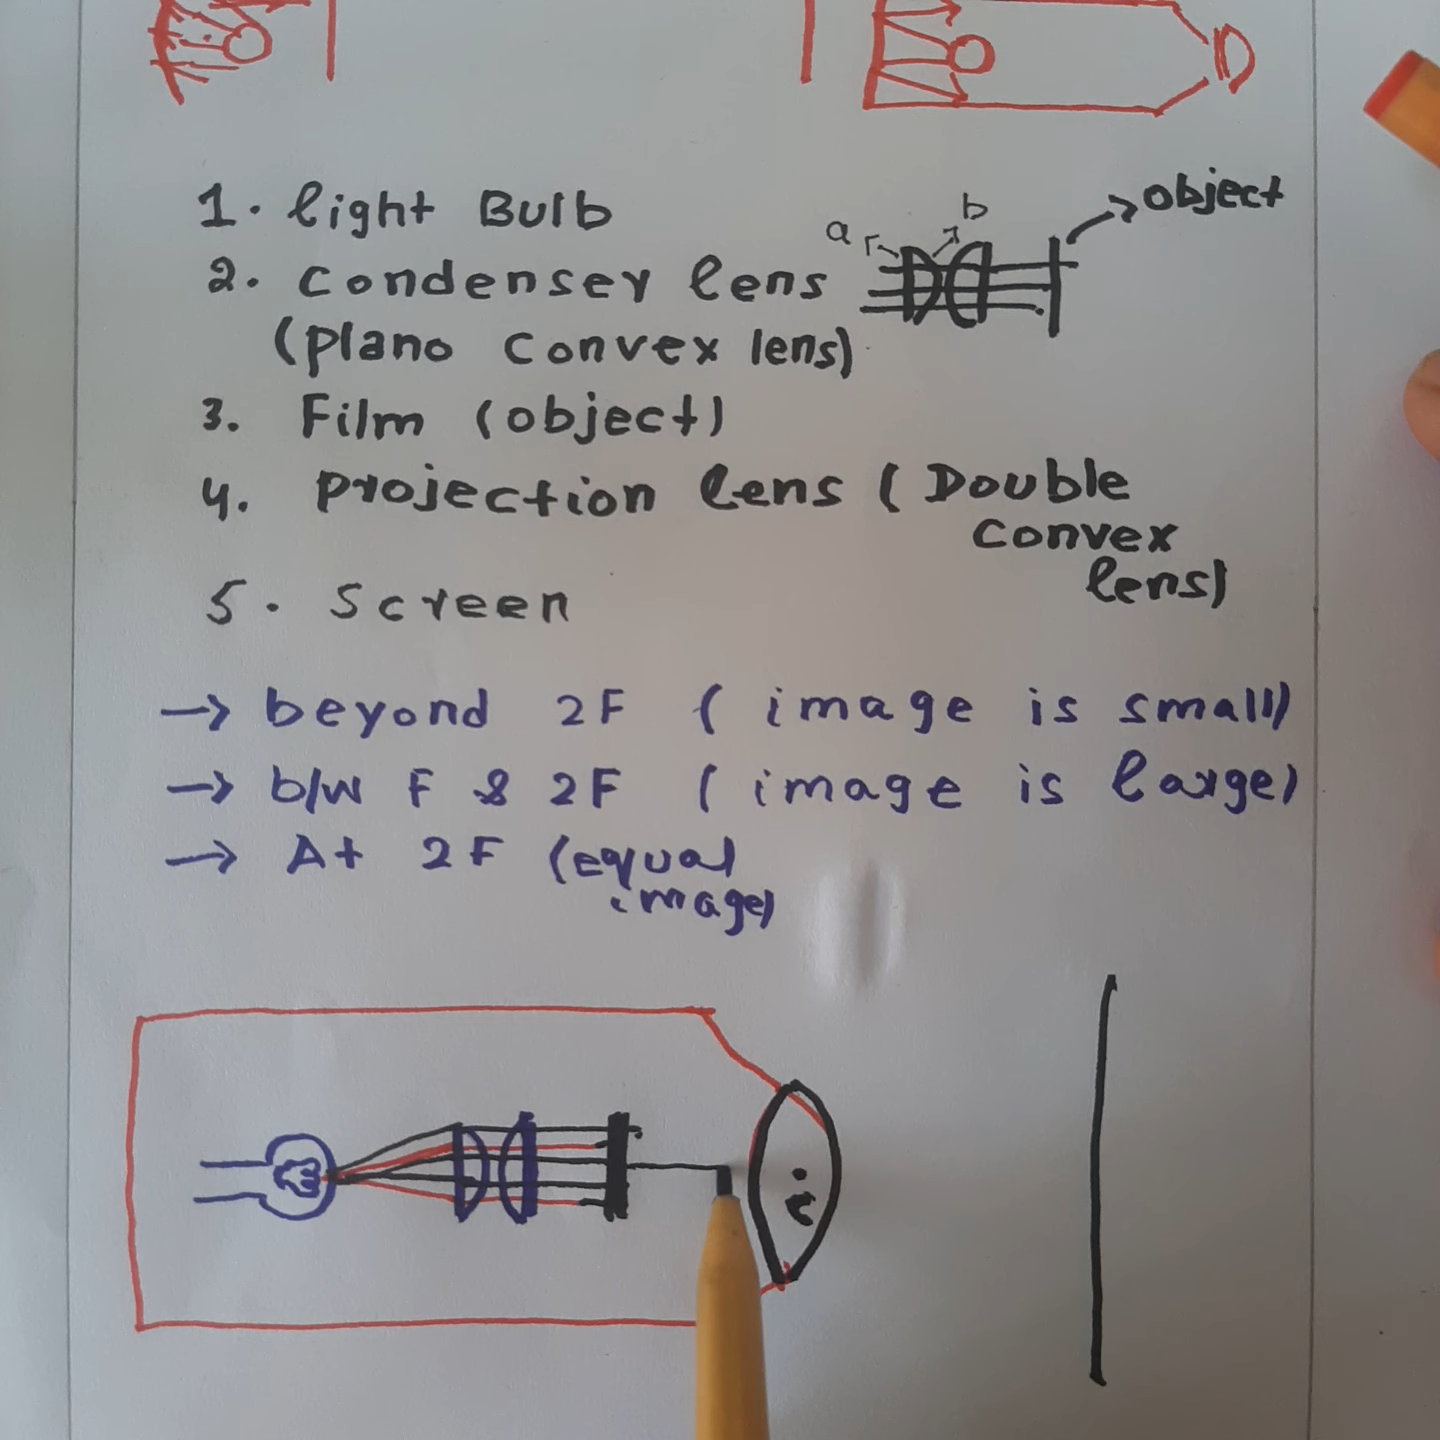 1. light Bulb
2. condenser lens
(plano convex lens)
a
b
object
3. Film (object)
4. projection lens (Double
convex
lens)
5. Screen
→ beyond 2F (image is small)
→ b/w F & 2F (image is large)
→ At 2F (equal
image)
c